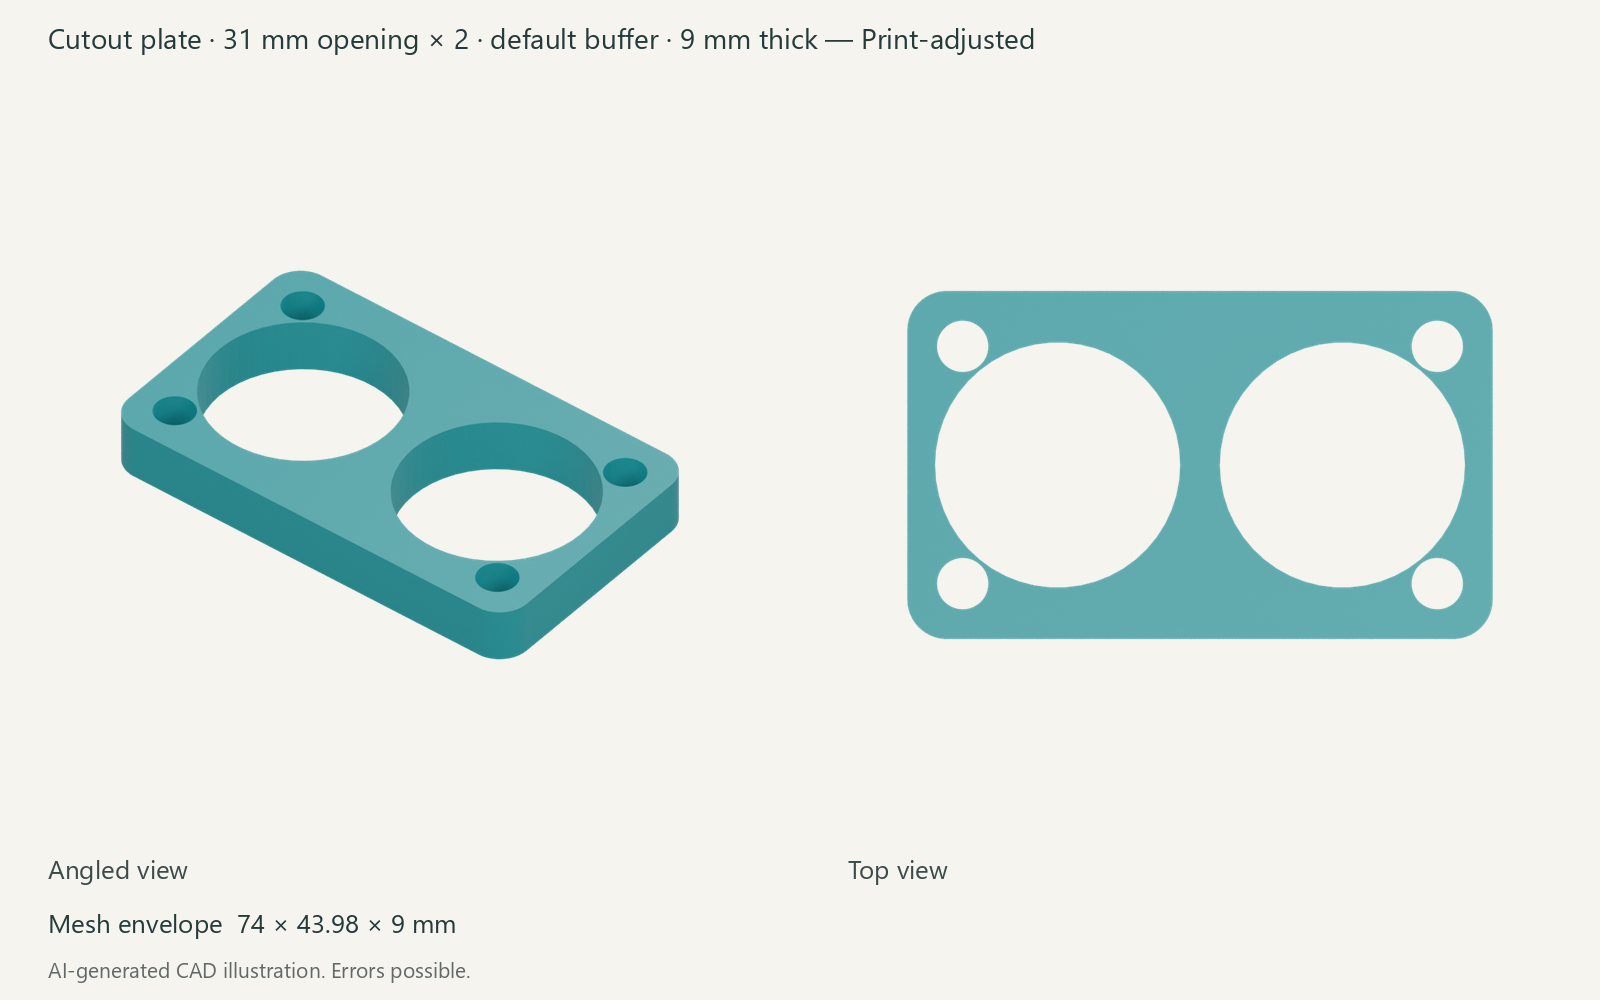 Cutout plate · 31 mm opening × 2 · default buffer · 9 mm thick — Print-adjusted
Angled view
Top view
Mesh envelope  74 × 43.98 × 9 mm
AI-generated CAD illustration. Errors possible.